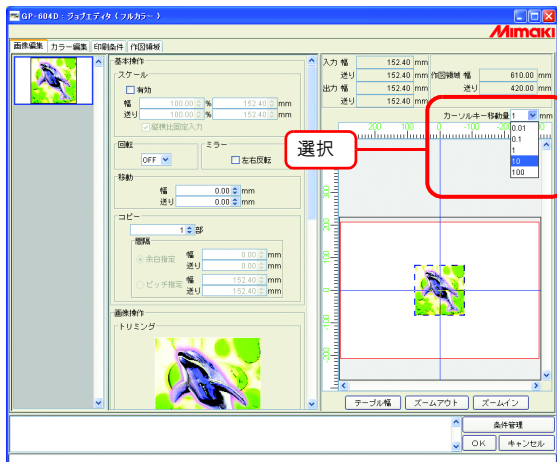 GP-604D : ジョブエディタ ( フルカラー )
Mimaki
画像編集 カラー編集 印刷条件 作図領域
基本操作
スケール
有効
幅 100.00 % 152.40 mm
送り 100.00 % 152.40 mm
縦横比固定入力
回転
OFF
ミラー
左右反転
移動
幅 0.00 mm
送り 0.00 mm
コピー
1 部
間隔
余白指定 幅 0.00 mm
送り 0.00 mm
ピッチ指定 幅 152.40 mm
送り 152.40 mm
画像操作
トリミング
入力 幅 152.40 mm
送り 152.40 mm
出力 幅 152.40 mm
送り 152.40 mm
作図領域 幅 610.00 mm
送り 420.00 mm
カーソルキー移動量 1 mm
0.01
0.1
1
10
100
選択
200 100 0 -100
テーブル幅 ズームアウト ズームイン
条件管理
OK キャンセル